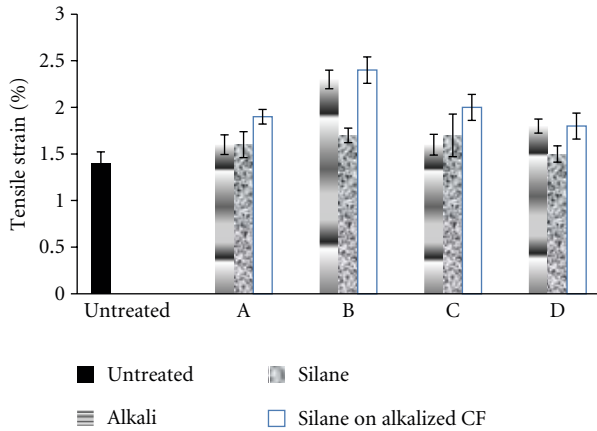 Tensile strain (%)
3
2.5
2
1.5
1
0.5
0
Untreated A B C D
Untreated Silane
Alkali Silane on alkalized CF